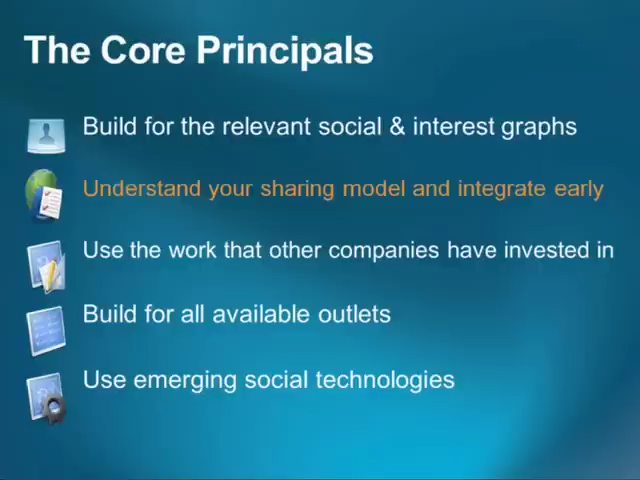 The Core Principals
Build for the relevant social & interest graphs
Understand your sharing model and integrate early
Use the work that other companies have invested in
Build for all available outlets
Use emerging social technologies